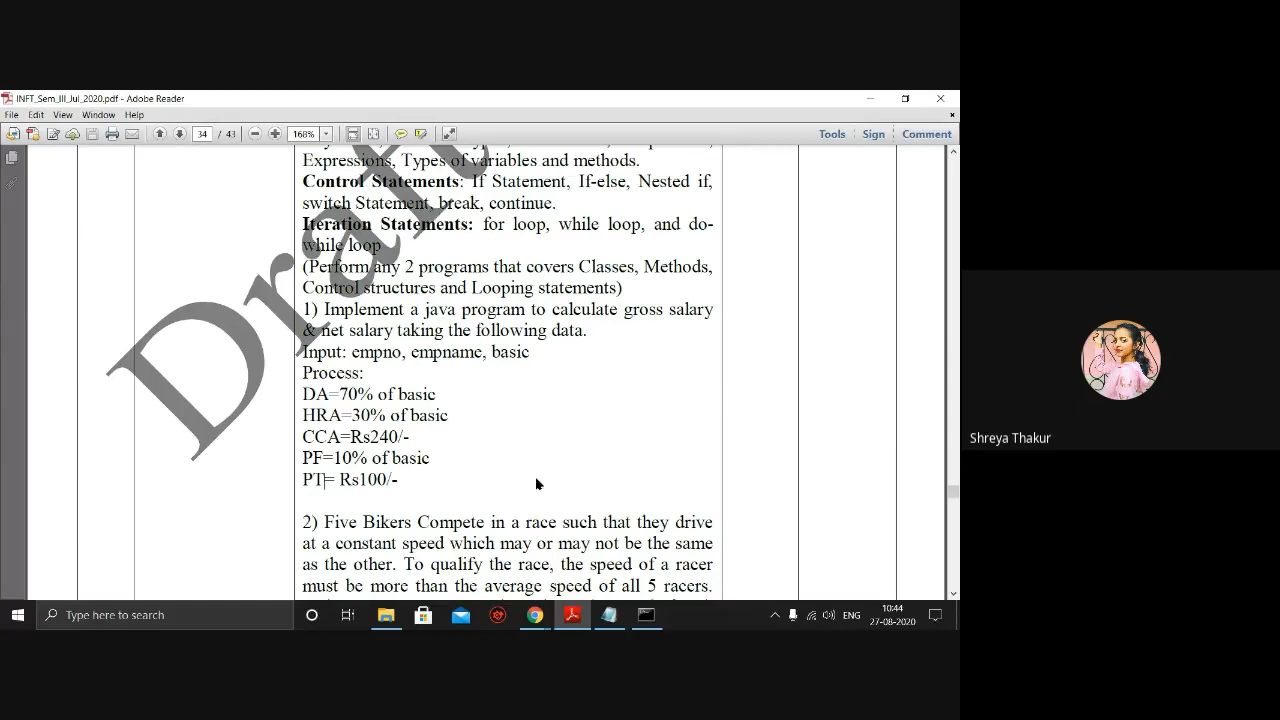 INFT_Sem_III_Jul_2020.pdf - Adobe Reader
File Edit View Window Help
34 / 43 168% Tools Sign Comment
Expressions, Types of variables and methods.
Control Statements: If Statement, If-else, Nested if,
switch Statement, break, continue.
Iteration Statements: for loop, while loop, and do-
while loop
(Perform any 2 programs that covers Classes, Methods,
Control structures and Looping statements)
1) Implement a java program to calculate gross salary
& net salary taking the following data.
Input: empno, empname, basic
Process:
DA=70% of basic
HRA=30% of basic
CCA=Rs240/-
PF=10% of basic
PT= Rs100/-
2) Five Bikers Compete in a race such that they drive
at a constant speed which may or may not be the same
as the other. To qualify the race, the speed of a racer
must be more than the average speed of all 5 racers.
Draft
Shreya Thakur
Type here to search
ENG
10:44
27-08-2020